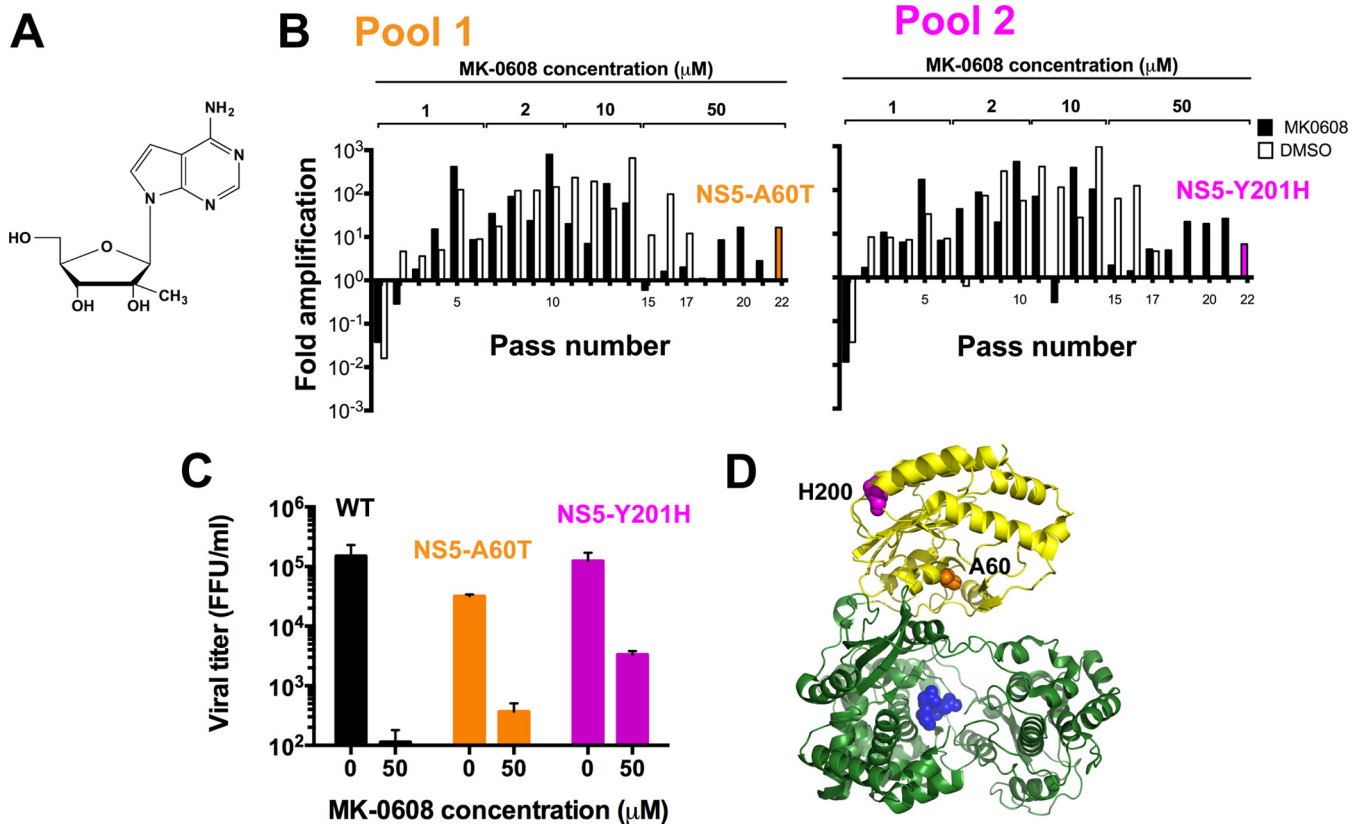 A
NH2
N
N
N
HO
O
OH
OH
CH3
B
Pool 1
MK-0608 concentration (μM)
1 2 10 50
Fold amplification
10^3
10^2
10^1
10^0
10^-1
10^-2
10^-3
NS5-A60T
5 10 15 17 20 22
Pass number
Pool 2
MK-0608 concentration (μM)
1 2 10 50
MK0608
DMSO
NS5-Y201H
5 10 15 17 20 22
Pass number
C
Viral titer (FFU/ml)
10^6
10^5
10^4
10^3
10^2
WT
NS5-A60T
NS5-Y201H
0 50 0 50 0 50
MK-0608 concentration (μM)
D
H200
A60